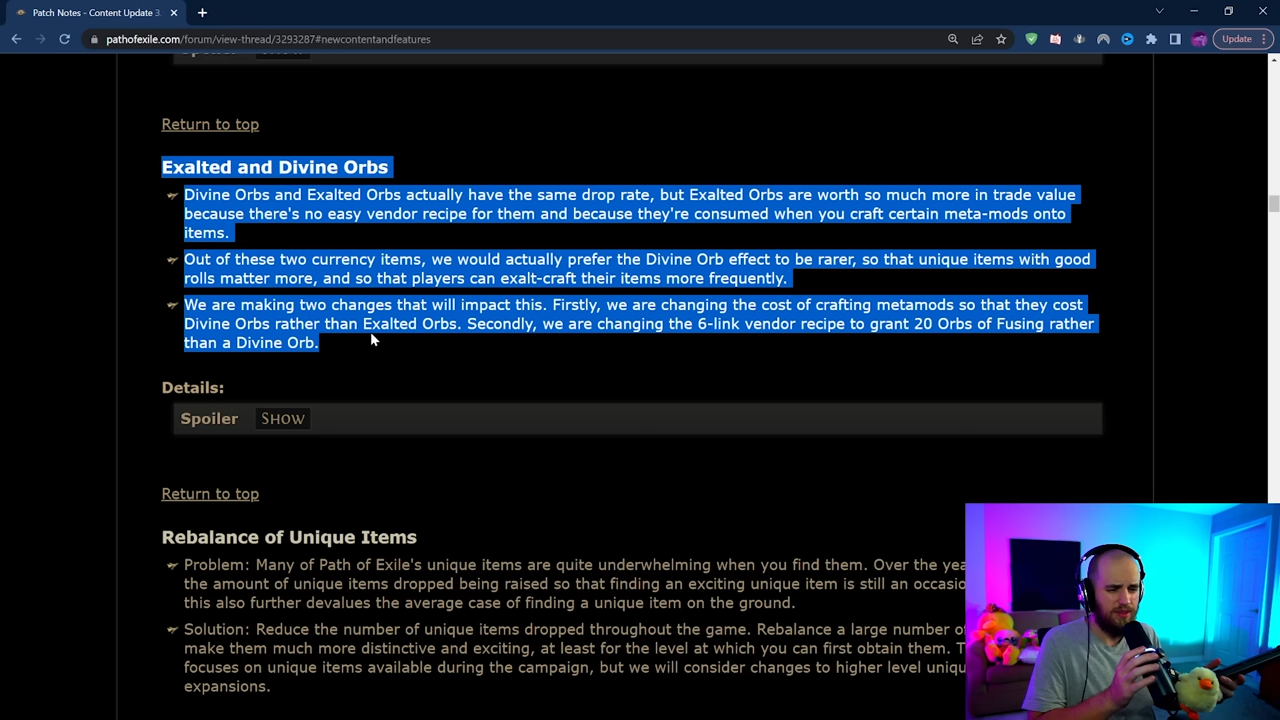 Patch Notes - Content Update 3.
pathofexile.com/forum/view-thread/3293287#newcontentandfeatures
Update
Return to top
Exalted and Divine Orbs
Divine Orbs and Exalted Orbs actually have the same drop rate, but Exalted Orbs are worth so much more in trade value
because there's no easy vendor recipe for them and because they're consumed when you craft certain meta-mods onto
items.
Out of these two currency items, we would actually prefer the Divine Orb effect to be rarer, so that unique items with good
rolls matter more, and so that players can exalt-craft their items more frequently.
We are making two changes that will impact this. Firstly, we are changing the cost of crafting metamods so that they cost
Divine Orbs rather than Exalted Orbs. Secondly, we are changing the 6-link vendor recipe to grant 20 Orbs of Fusing rather
than a Divine Orb.
Details:
Spoiler SHOW
Return to top
Rebalance of Unique Items
Problem: Many of Path of Exile's unique items are quite underwhelming when you find them. Over the yea
the amount of unique items dropped being raised so that finding an exciting unique item is still an occasio
this also further devalues the average case of finding a unique item on the ground.
Solution: Reduce the number of unique items dropped throughout the game. Rebalance a large number of
make them much more distinctive and exciting, at least for the level at which you can first obtain them. T
focuses on unique items available during the campaign, but we will consider changes to higher level uniqu
expansions.